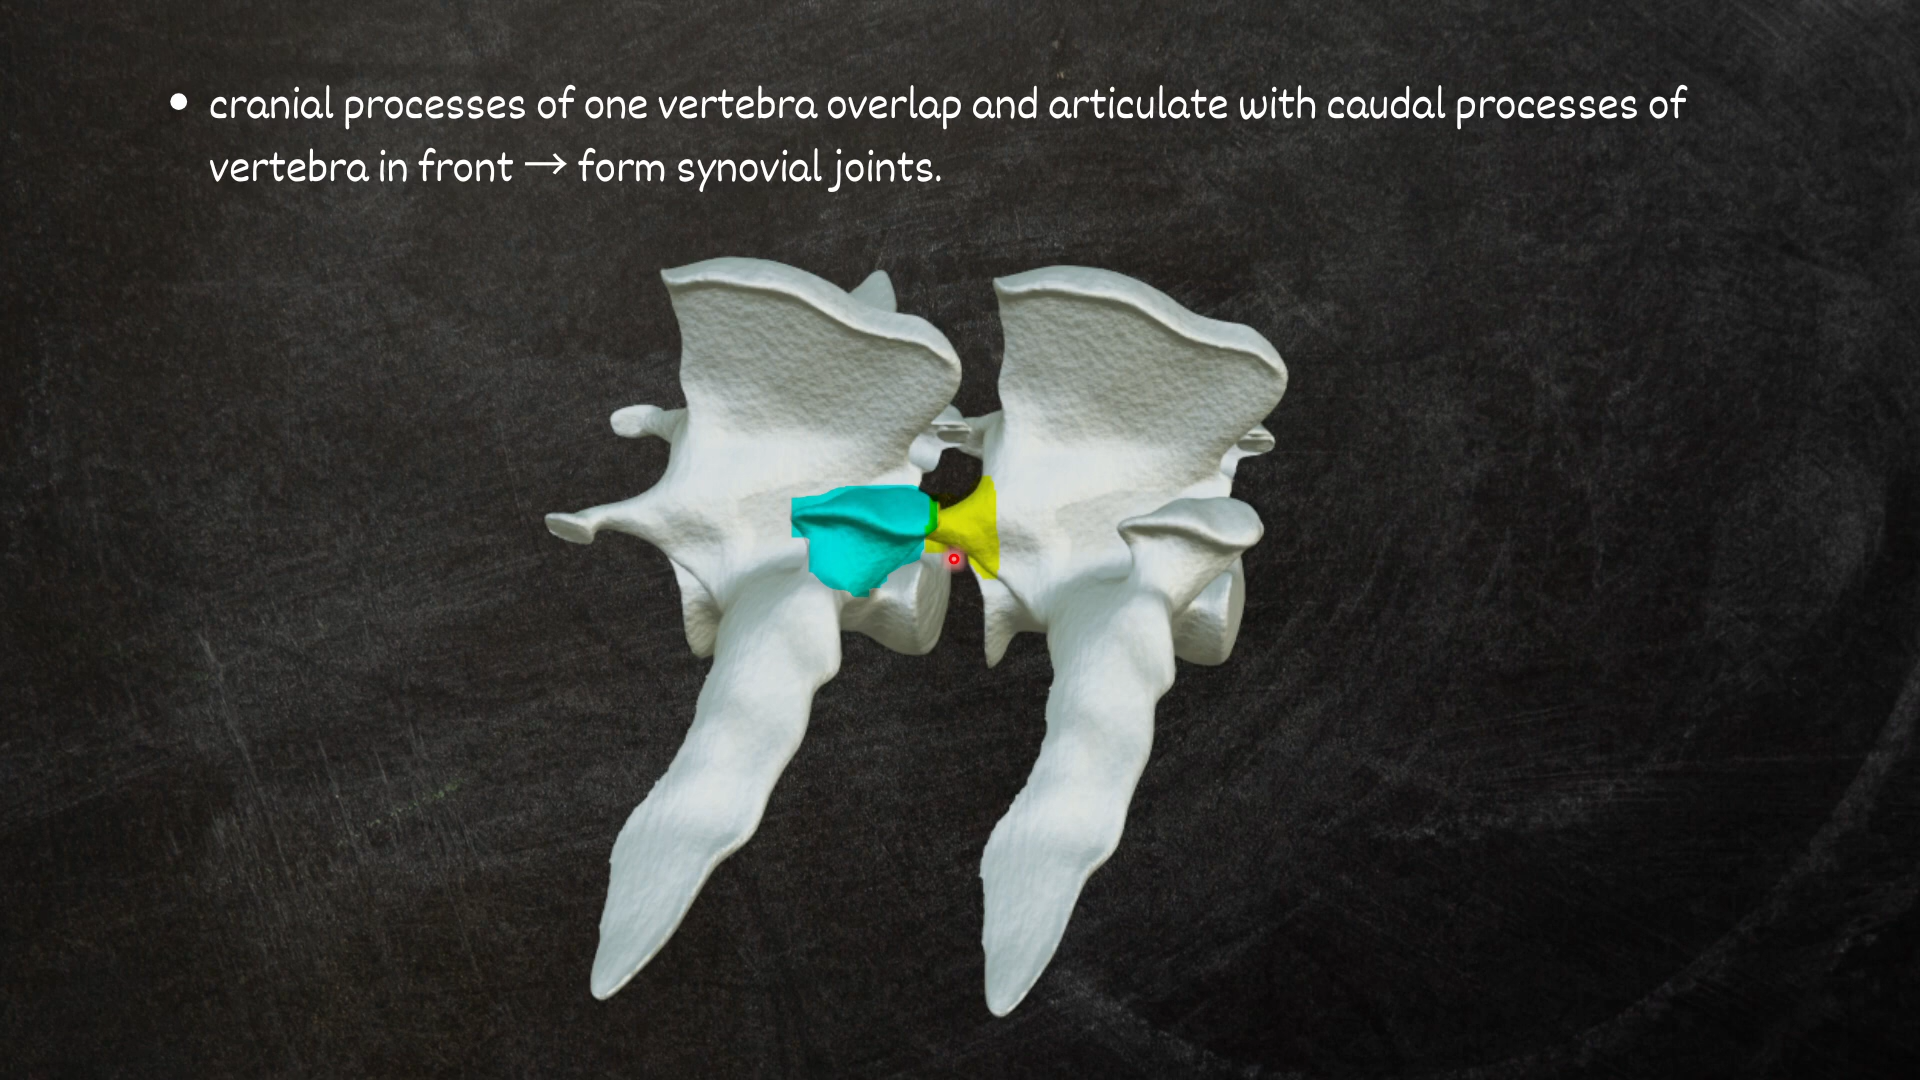 • cranial processes of one vertebra overlap and articulate with caudal processes of
vertebra in front → form synovial joints.